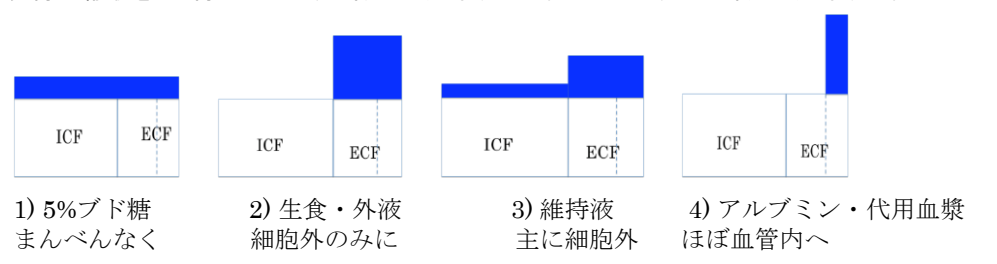 ICF ECF
ICF ECF
ICF ECF
ICF ECF
1) 5%ブド糖
まんべんなく
2) 生食・外液
細胞外のみに
3) 維持液
主に細胞外
4) アルブミン・代用血漿
ほぼ血管内へ